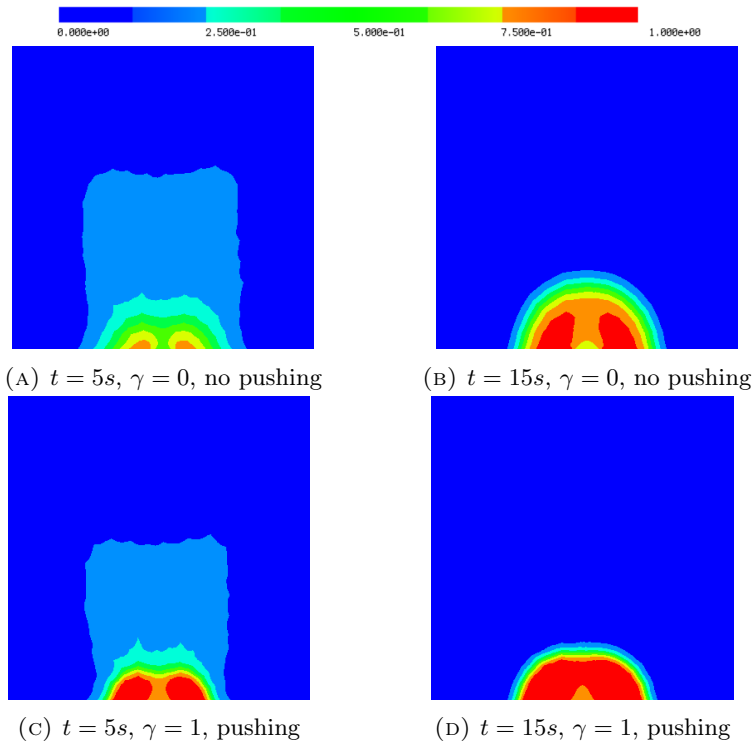 0.000e+00 2.500e-01 5.000e-01 7.500e-01 1.000e+00
(A) t = 5s, γ = 0, no pushing
(B) t = 15s, γ = 0, no pushing
(C) t = 5s, γ = 1, pushing
(D) t = 15s, γ = 1, pushing